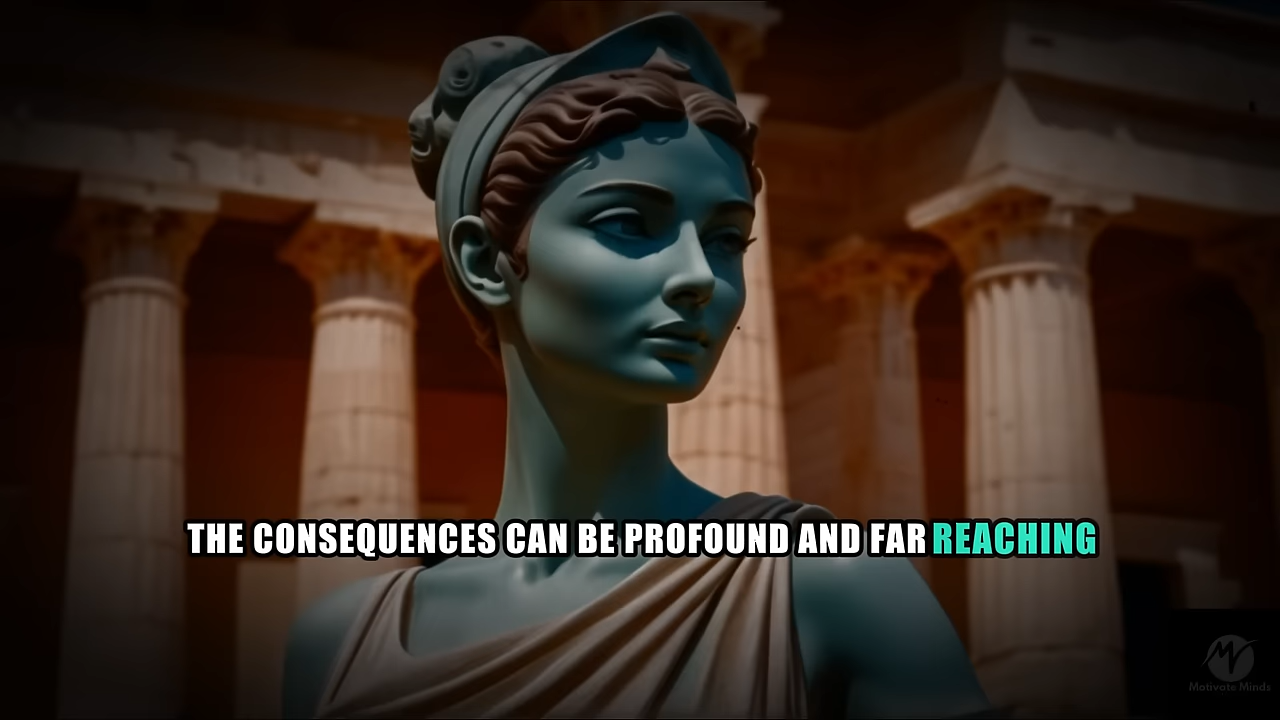 THE CONSEQUENCES CAN BE PROFOUND AND FAR REACHING
Motivate Minds